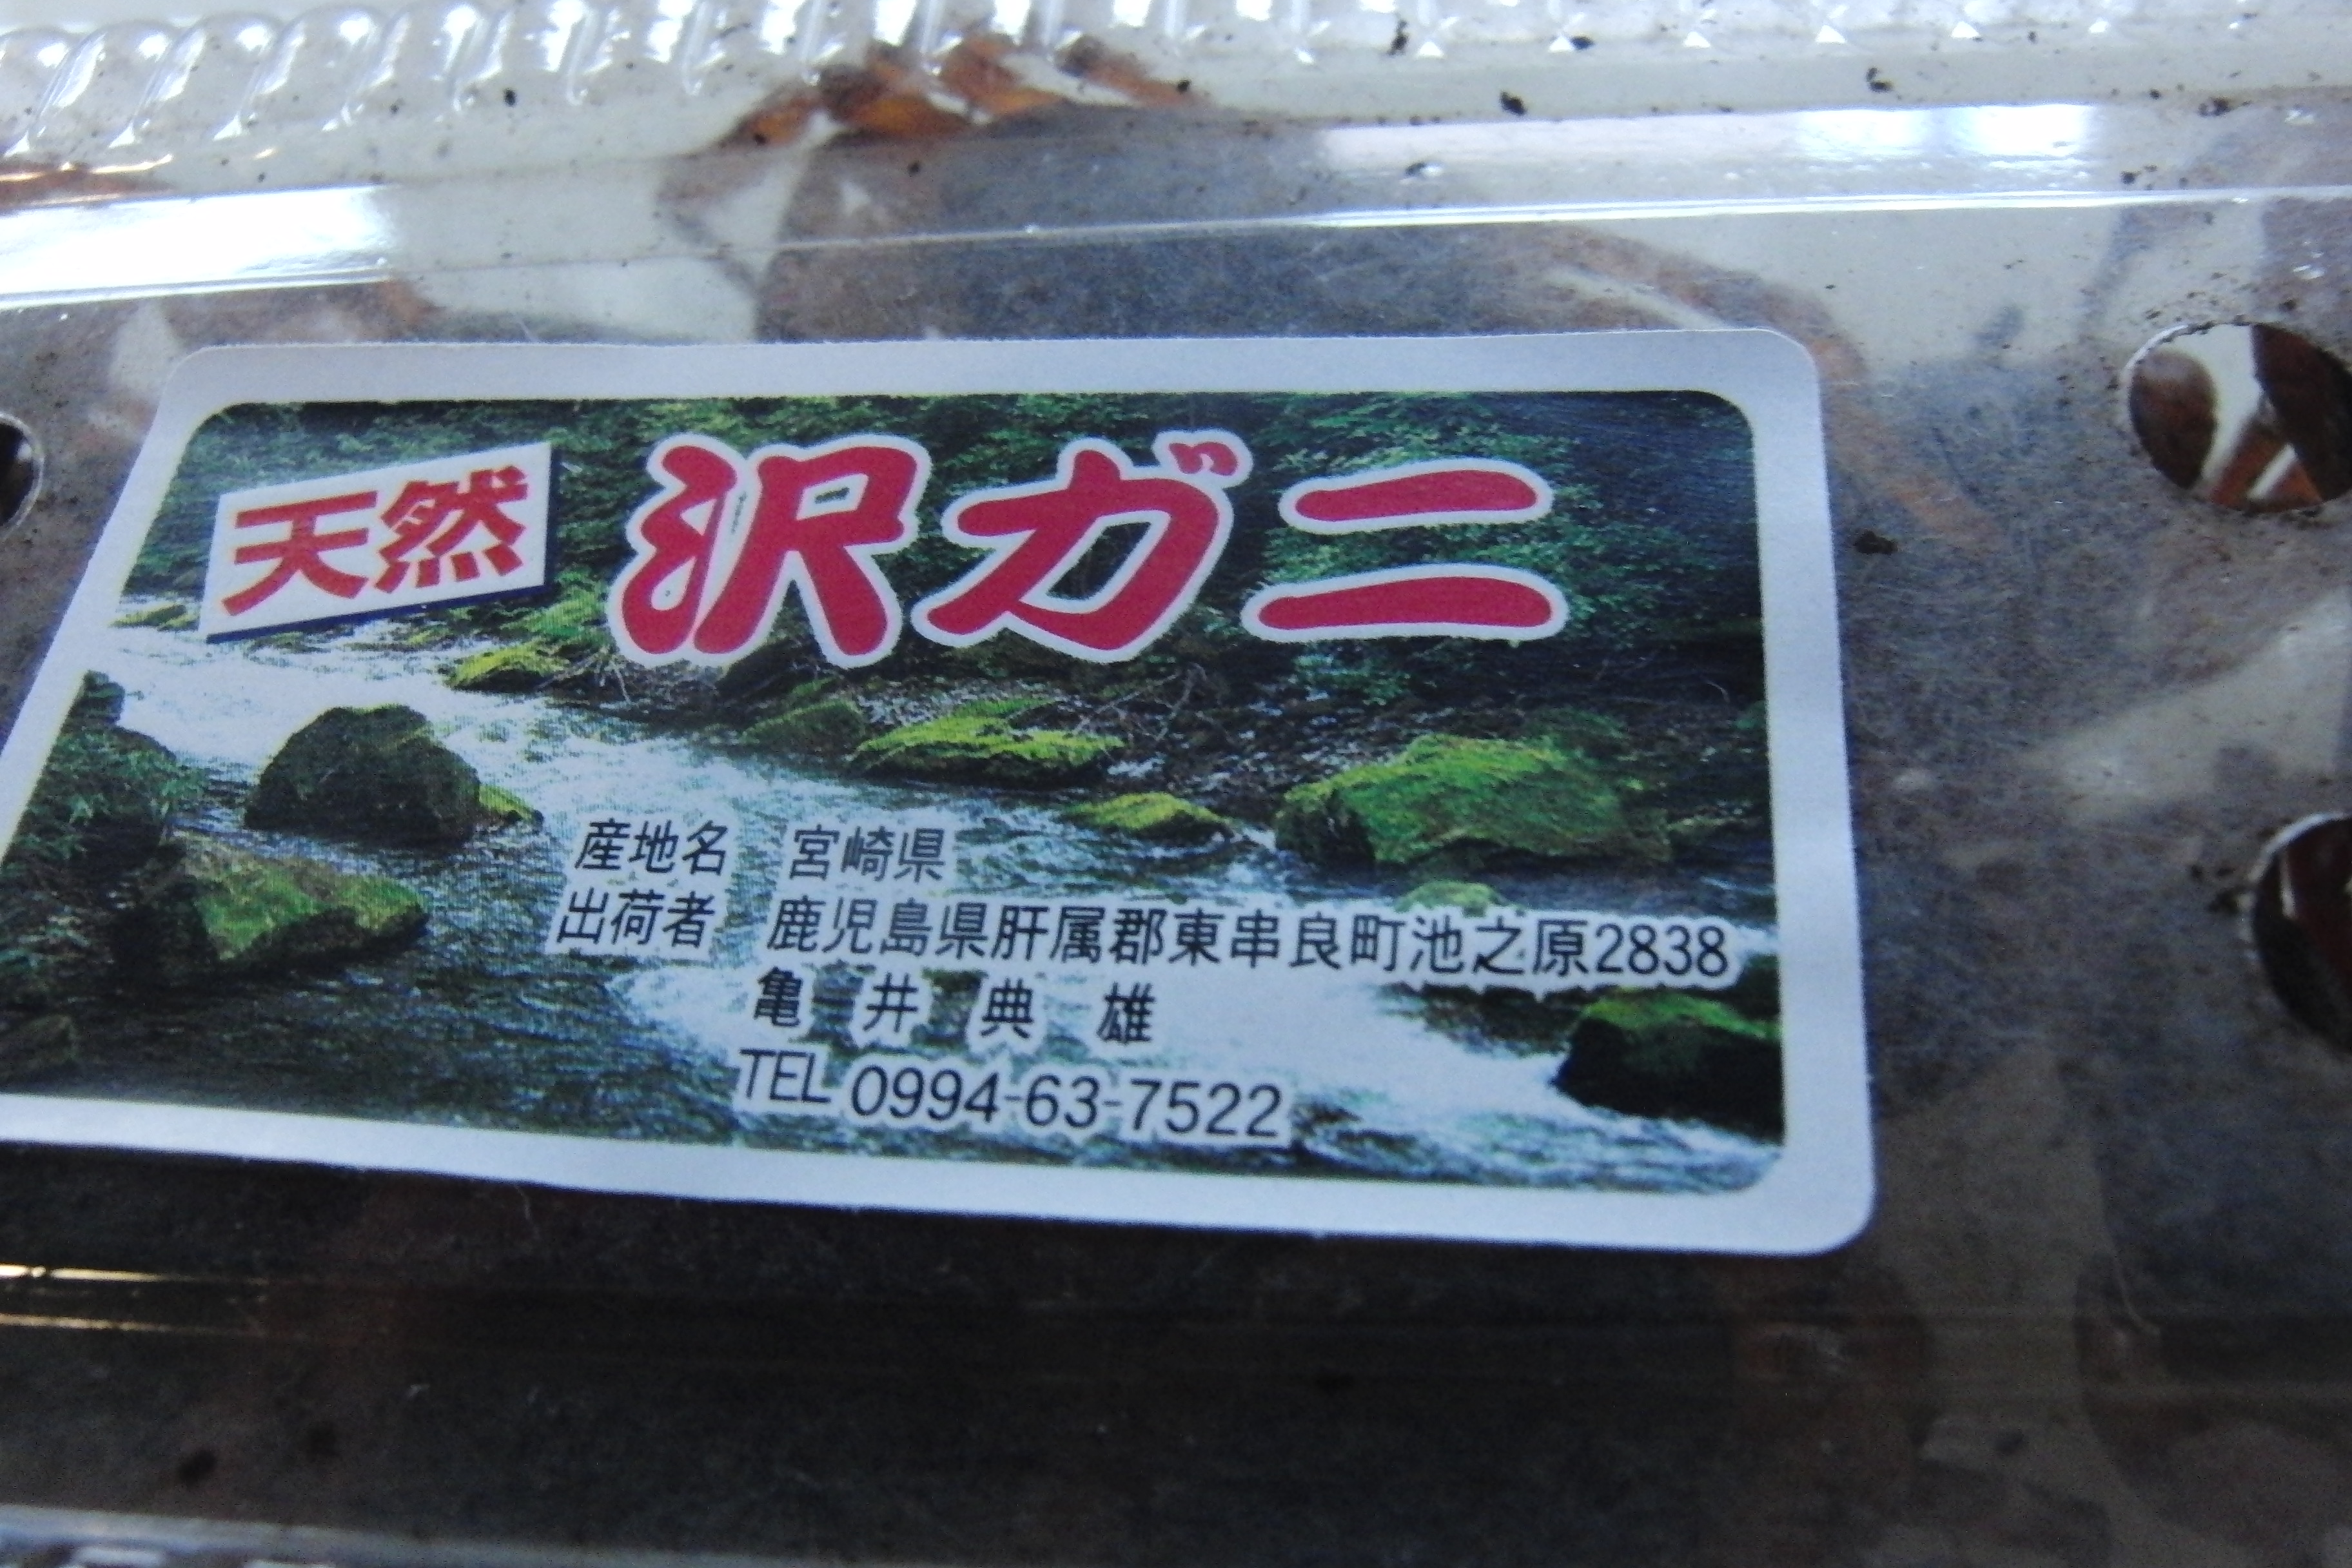 天然 沢ガニ
産地名 宮崎県
出荷者 鹿児島県肝属郡東串良町池之原2838
亀井典雄
TEL 0994-63-7522